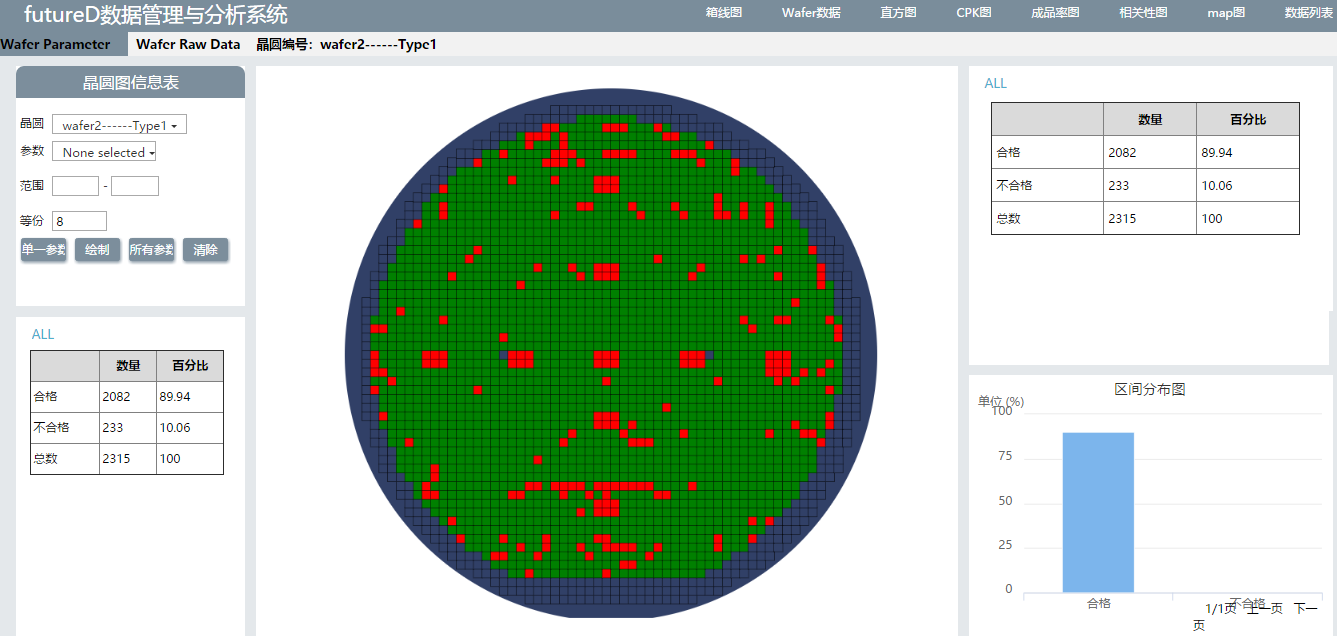 futureD数据管理与分析系统
箱线图 Wafer数据 直方图 CPK图 成品率图 相关性图 map图 数据列表
Wafer Parameter Wafer Raw Data 晶圆编号：wafer2------Type1
晶圆图信息表
晶圆 wafer2------Type1
参数 None selected
范围 -
等份 8
单一参数 绘制 所有参数 清除
ALL
数量 百分比
合格 2082 89.94
不合格 233 10.06
总数 2315 100
ALL
数量 百分比
合格 2082 89.94
不合格 233 10.06
总数 2315 100
区间分布图
单位 (%)
100
75
50
25
0
合格 不合格
1/1页 上一页 下一
页